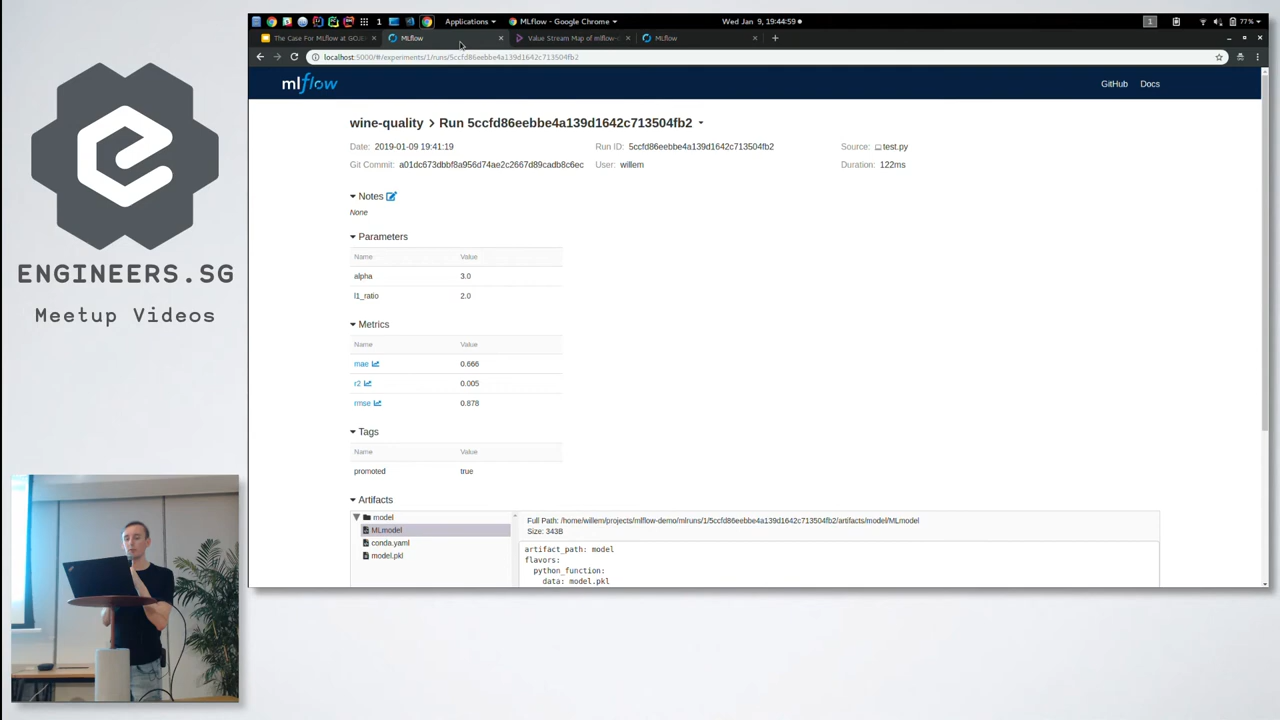 1
Applications
MLflow - Google Chrome
Wed Jan 9, 19:44:59
1
77%
The Case For MLflow at GOJE
MLflow
Value Stream Map of mlflow-
MLflow
localhost:5000/#/experiments/1/runs/5ccfd86eebbe4a139d1642c713504fb2
mlflow
GitHub
Docs
wine-quality > Run 5ccfd86eebbe4a139d1642c713504fb2
Date: 2019-01-09 19:41:19
Run ID: 5ccfd86eebbe4a139d1642c713504fb2
Source: test.py
Git Commit: a01dc673dbbf8a956d74ae2c2667d89cadb8c6ec
User: willem
Duration: 122ms
Notes
None
Parameters
Name Value
alpha 3.0
l1_ratio 2.0
Metrics
Name Value
mae 0.666
r2 0.005
rmse 0.878
Tags
Name Value
promoted true
Artifacts
model
MLmodel
conda.yaml
model.pkl
Full Path: /home/willem/projects/mlflow-demo/mlruns/1/5ccfd86eebbe4a139d1642c713504fb2/artifacts/model/MLmodel
Size: 343B
artifact_path: model
flavors:
python_function:
data: model.pkl
ENGINEERS.SG
Meetup Videos